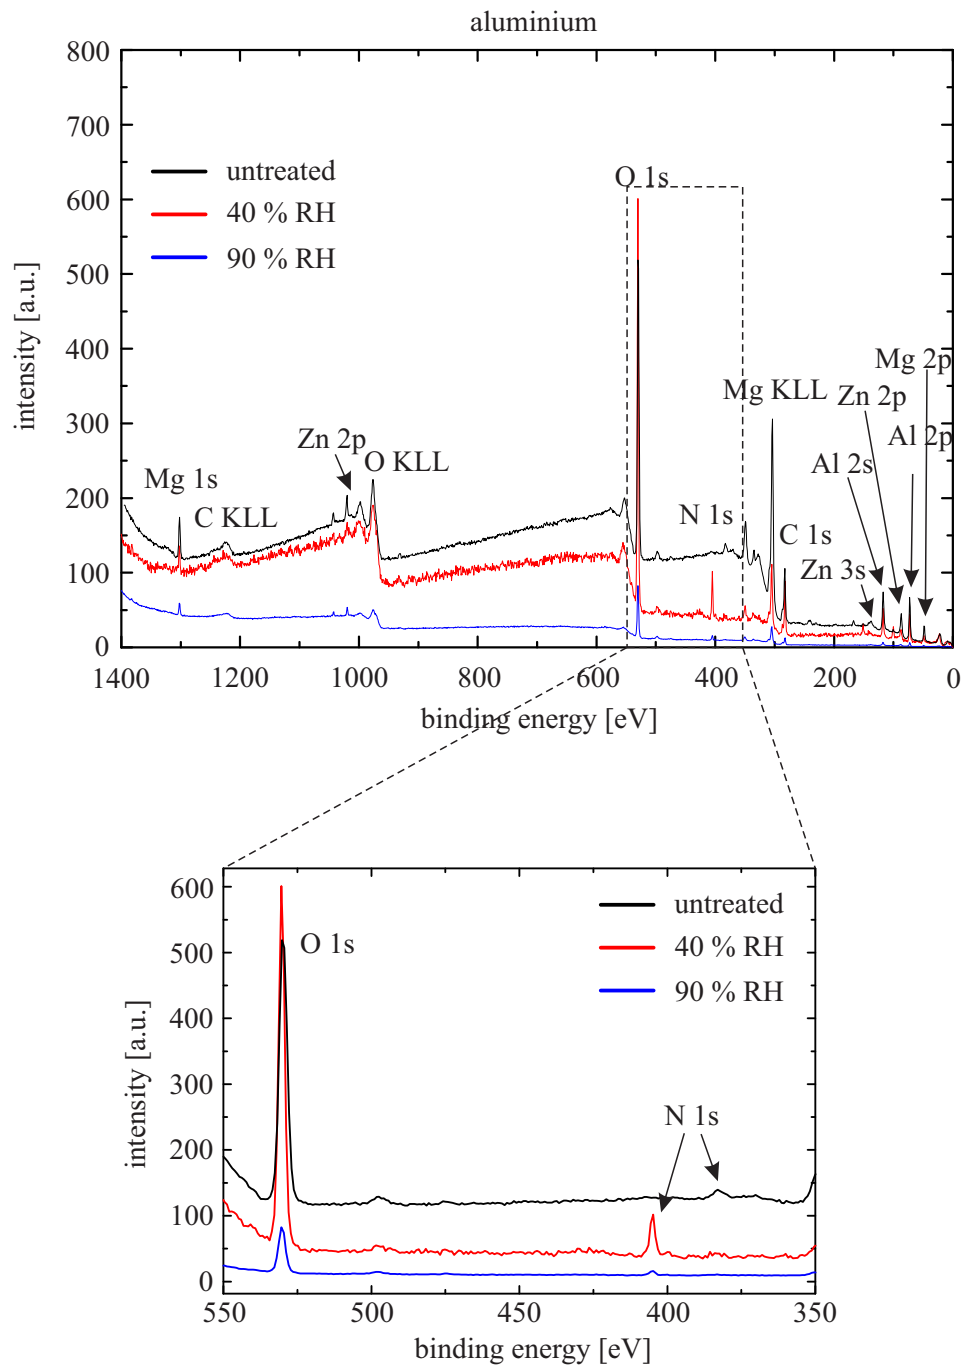 aluminium
800
700
600
500
400
300
200
100
0
intensity [a.u.]
untreated
40 % RH
90 % RH
O 1s
Mg 2p
Mg KLL
Zn 2p
Al 2p
Zn 2p
O KLL
Al 2s
Mg 1s
C KLL
N 1s
C 1s
Zn 3s
1400 1200 1000 800 600 400 200 0
binding energy [eV]
600
500
400
300
200
100
0
intensity [a.u.]
untreated
40 % RH
90 % RH
O 1s
N 1s
550 500 450 400 350
binding energy [eV]